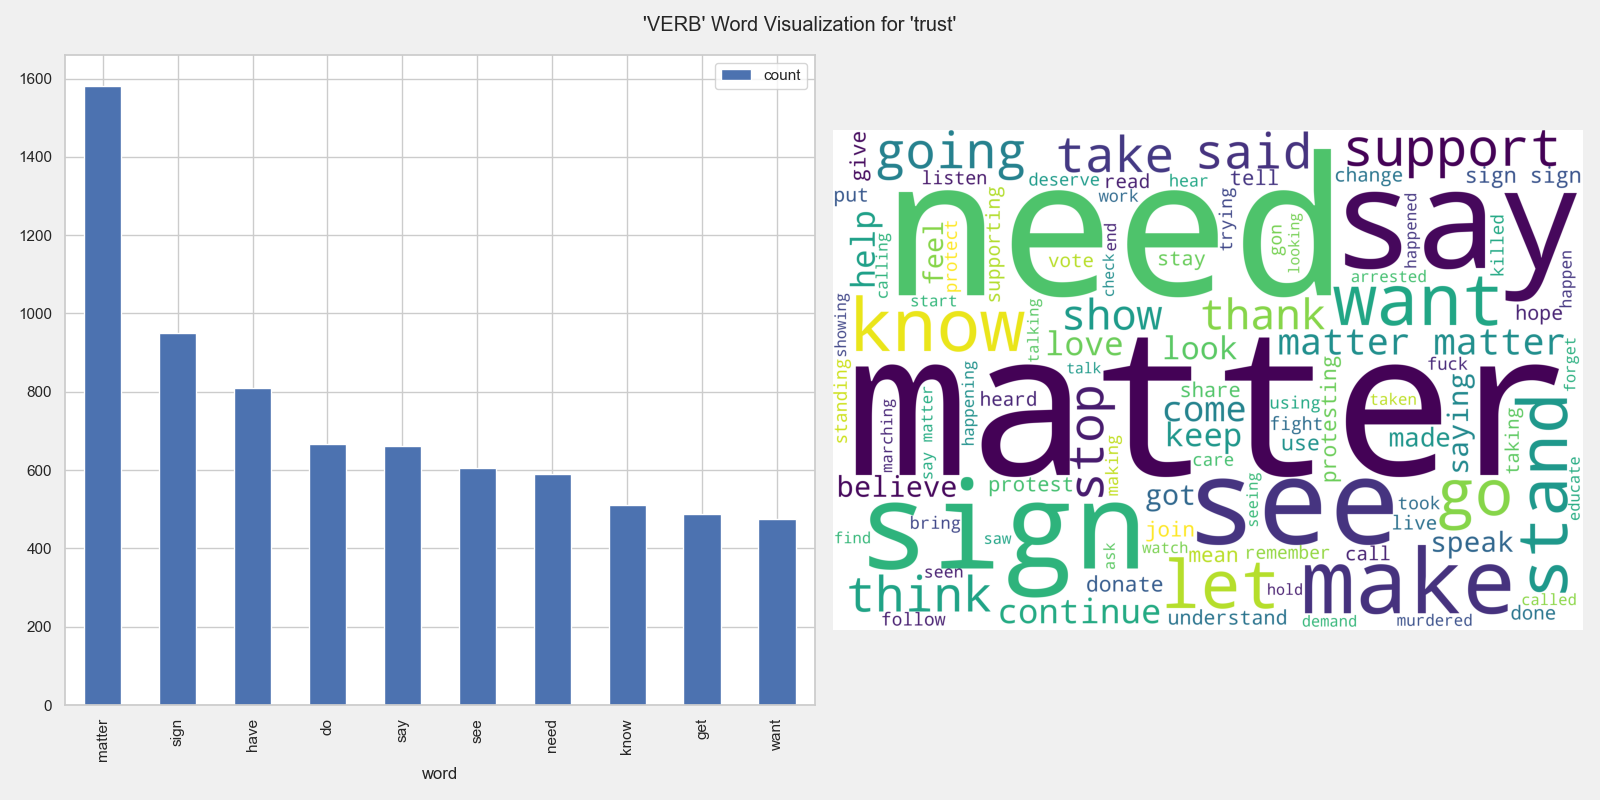 'VERB' Word Visualization for 'trust'
1600
1400
1200
1000
800
600
400
200
0
count
matter
sign
have
do
say
see
need
know
get
want
word
give
going
take
said
support
listen
deserve
read
hear
tell
change
sign sign
put
work
need
say
help
calling
feel
protect
supporting
trying
gon
looking
happened
killed
vote
check
end
stay
arrested
happen
start
want
hope
showing
know
talking
show
thank
love
look
matter matter
forget
standing
talk
fuck
matter
happening
heard
share
using
protesting
taken
marching
say matter
stop
come
fight
saying
stand
keep
use
made
taking
making
care
believe
protest
got
see
seeing
go
educate
sign
took
bring
join
live
find
saw
ask
watch
mean
remember
call
speak
seen
think
donate
let
hold
make
called
follow
continue
understand
demand
murdered
done